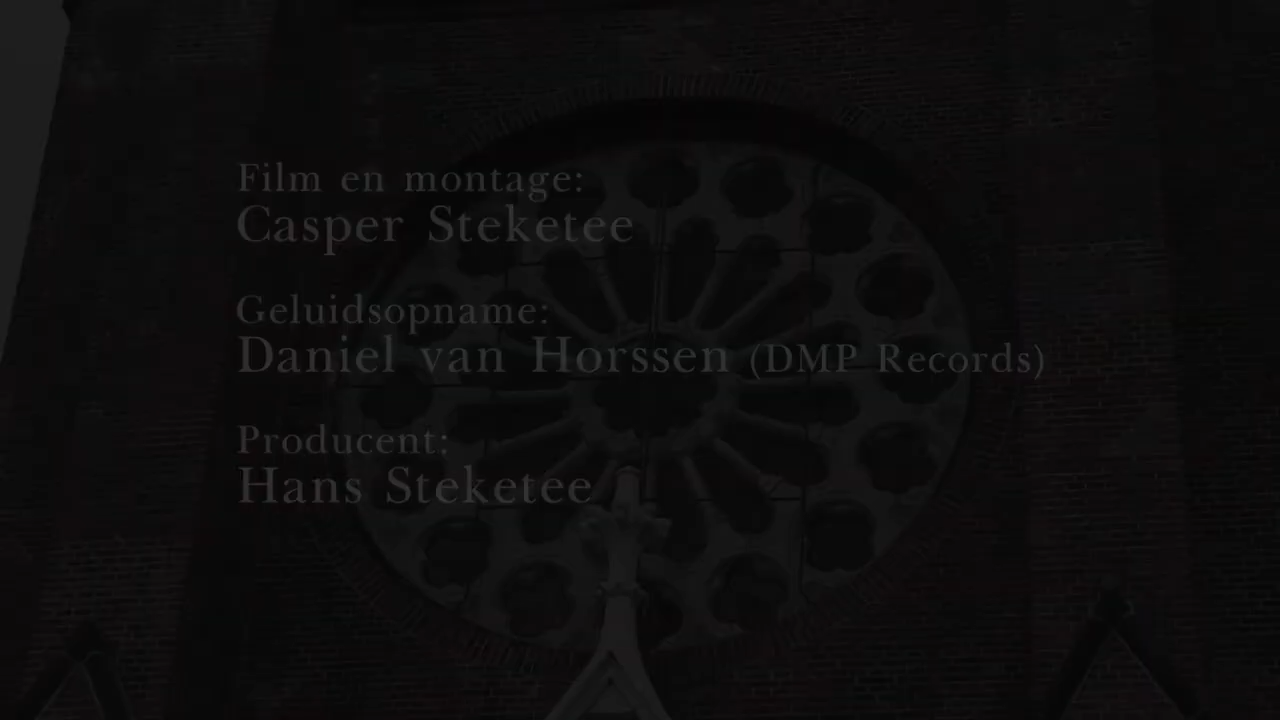 Film en montage:
Casper Steketee
Geluidsopname:
Daniel van Horssen (DMP Records)
Producent:
Hans Steketee